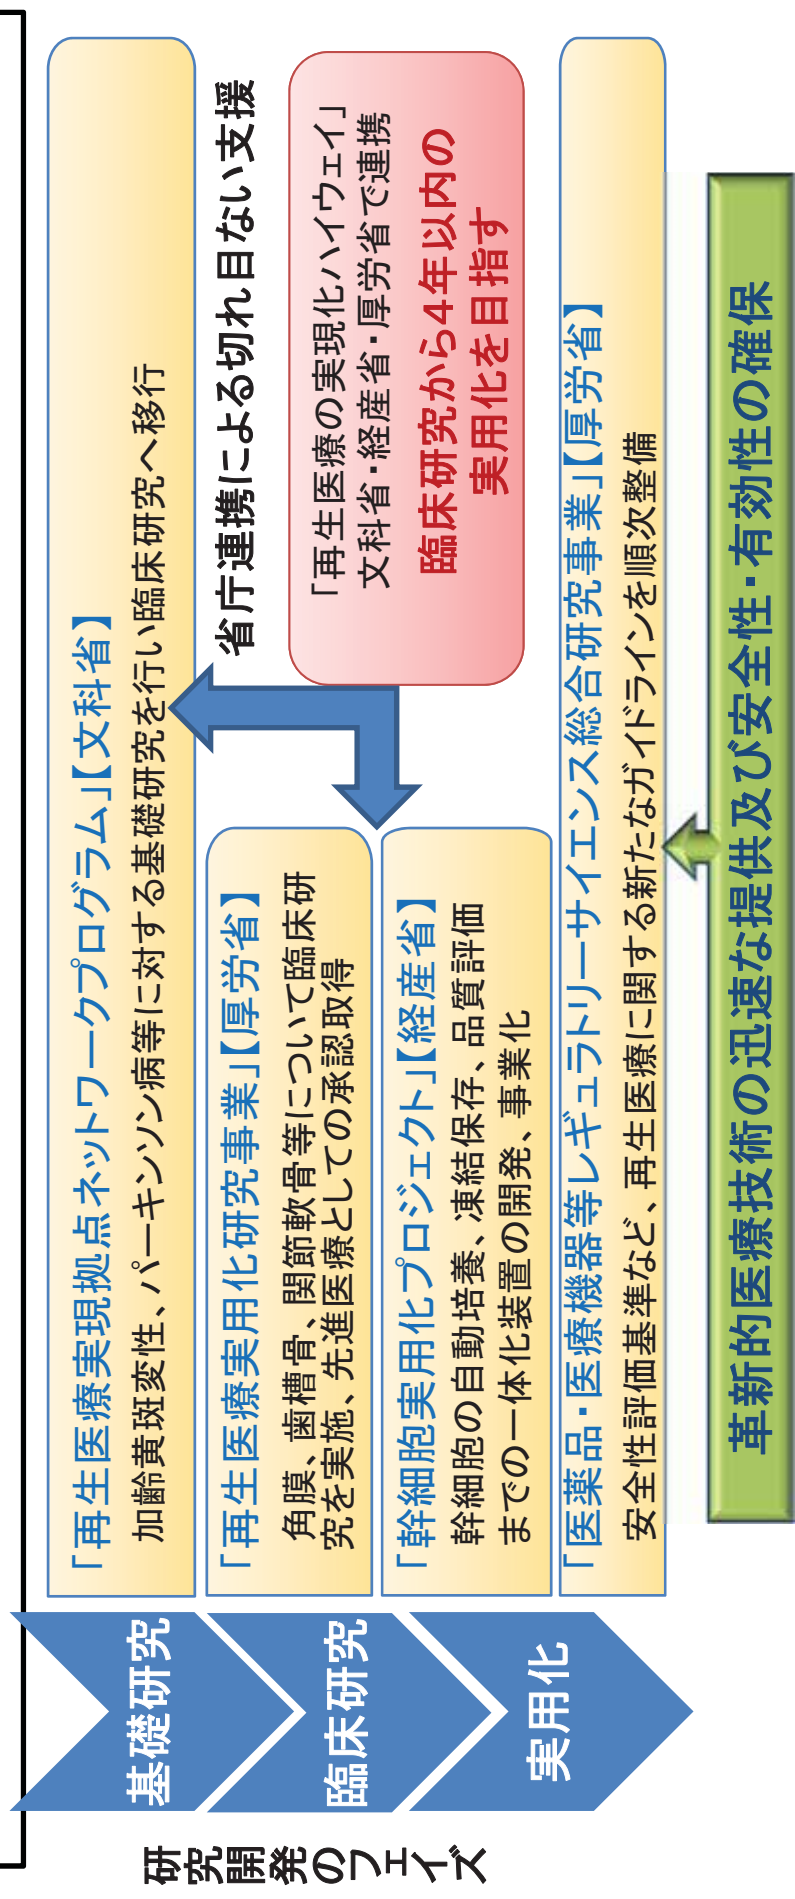 研究開発のフェイズ
基礎研究
臨床研究
実用化
「再生医療実現拠点ネットワークプログラム」【文科省】
加齢黄斑変性、パーキンソン病等に対する基礎研究を行い臨床研究へ移行
省庁連携による切れ目ない支援
「再生医療実用化研究事業」【厚労省】
角膜、歯槽骨、関節軟骨等について臨床研
究を実施、先進医療としての承認取得
「幹細胞実用化プロジェクト」【経産省】
幹細胞の自動培養、凍結保存、品質評価
までの一体化装置の開発、事業化
「再生医療の実現化ハイウェイ」
文科省・経産省・厚労省で連携
臨床研究から４年以内の
実用化を目指す
「医薬品・医療機器等レギュラトリーサイエンス総合研究事業」【厚労省】
安全性評価基準など、再生医療に関する新たなガイドラインを順次整備
革新的医療技術の迅速な提供及び安全性・有効性の確保